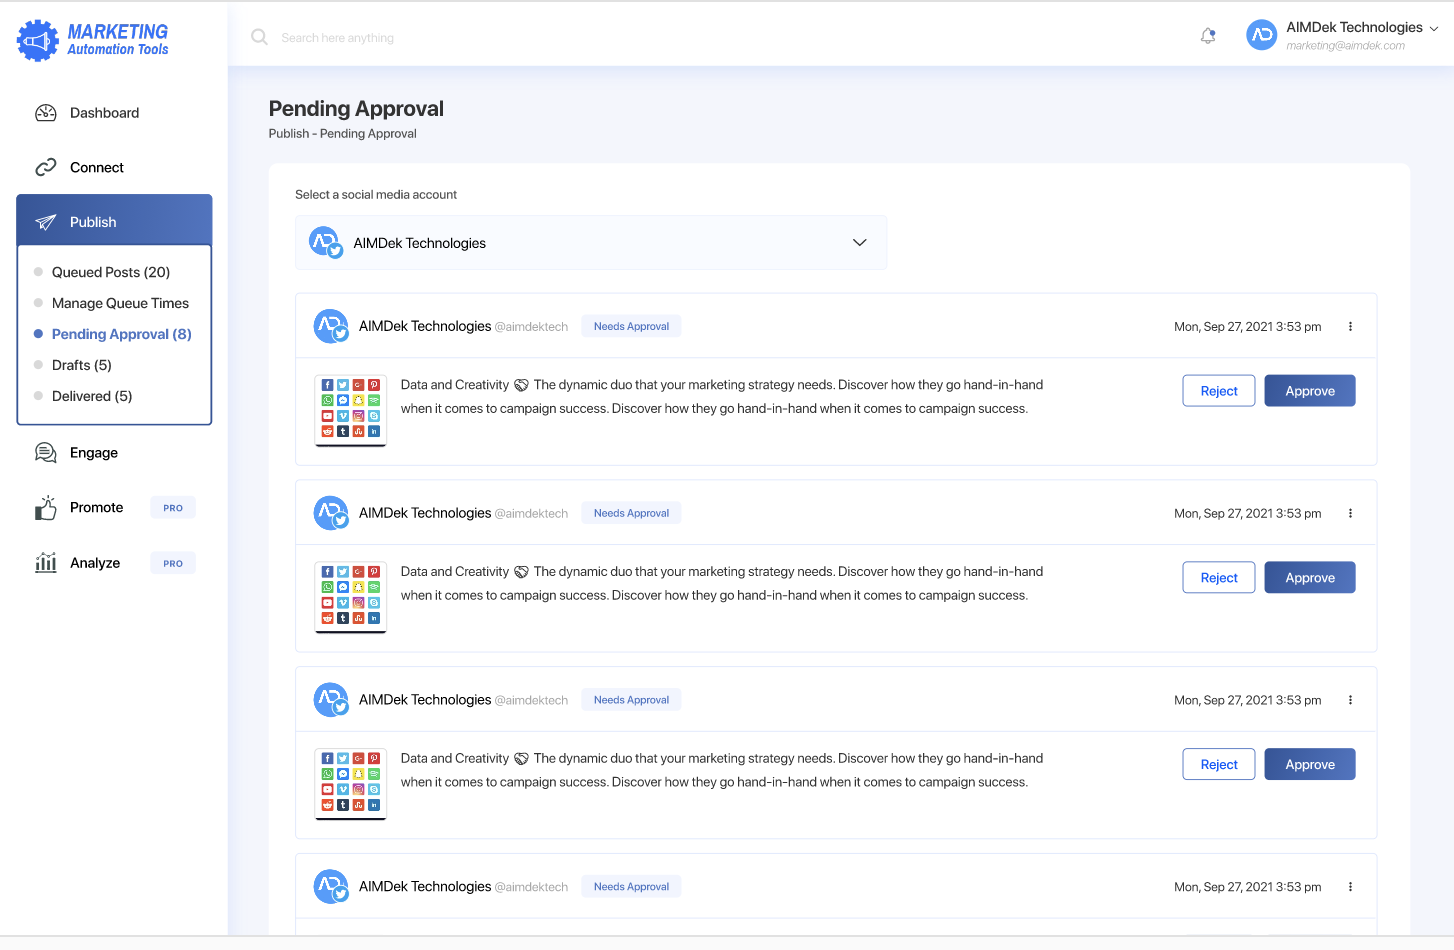 MARKETING
Automation Tools
Search here anything
AIMDek Technologies
marketing@aimdek.com
Dashboard
Connect
Publish
Queued Posts (20)
Manage Queue Times
Pending Approval (8)
Drafts (5)
Delivered (5)
Engage
Promote PRO
Analyze PRO
Pending Approval
Publish - Pending Approval
Select a social media account
AIMDek Technologies
AIMDek Technologies @aimdektech Needs Approval Mon, Sep 27, 2021 3:53 pm
Data and Creativity The dynamic duo that your marketing strategy needs. Discover how they go hand-in-hand
when it comes to campaign success. Discover how they go hand-in-hand when it comes to campaign success.
Reject Approve
AIMDek Technologies @aimdektech Needs Approval Mon, Sep 27, 2021 3:53 pm
Data and Creativity The dynamic duo that your marketing strategy needs. Discover how they go hand-in-hand
when it comes to campaign success. Discover how they go hand-in-hand when it comes to campaign success.
Reject Approve
AIMDek Technologies @aimdektech Needs Approval Mon, Sep 27, 2021 3:53 pm
Data and Creativity The dynamic duo that your marketing strategy needs. Discover how they go hand-in-hand
when it comes to campaign success. Discover how they go hand-in-hand when it comes to campaign success.
Reject Approve
AIMDek Technologies @aimdektech Needs Approval Mon, Sep 27, 2021 3:53 pm